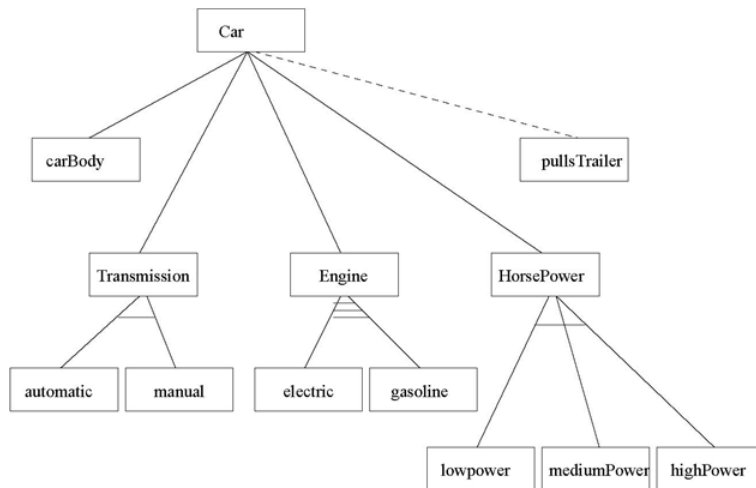 Car
carBody
pullsTrailer
Transmission
Engine
HorsePower
automatic
manual
electric
gasoline
lowpower
mediumPower
highPower